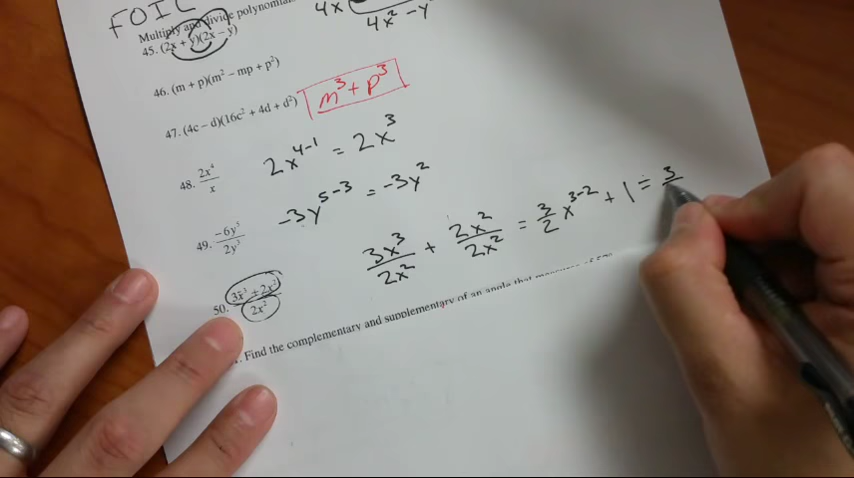 FOIL
4x
4x² - y
Multiply and divide polynomial
45. (2x + y)(2x - y)
46. (m + p)(m² - mp + p²)
m³ + p³
47. (4c - d)(16c² + 4d + d²)
48. 2x⁴/x
2x⁴⁻¹ = 2x³
49. -6y⁵/2y³
-3y⁵⁻³ = -3y²
50. 3x³ + 2x²/2x²
3x³/2x² + 2x²/2x² = 3/2 x³⁻² + 1 = 3/
. Find the complementary and supplementary of an angle that